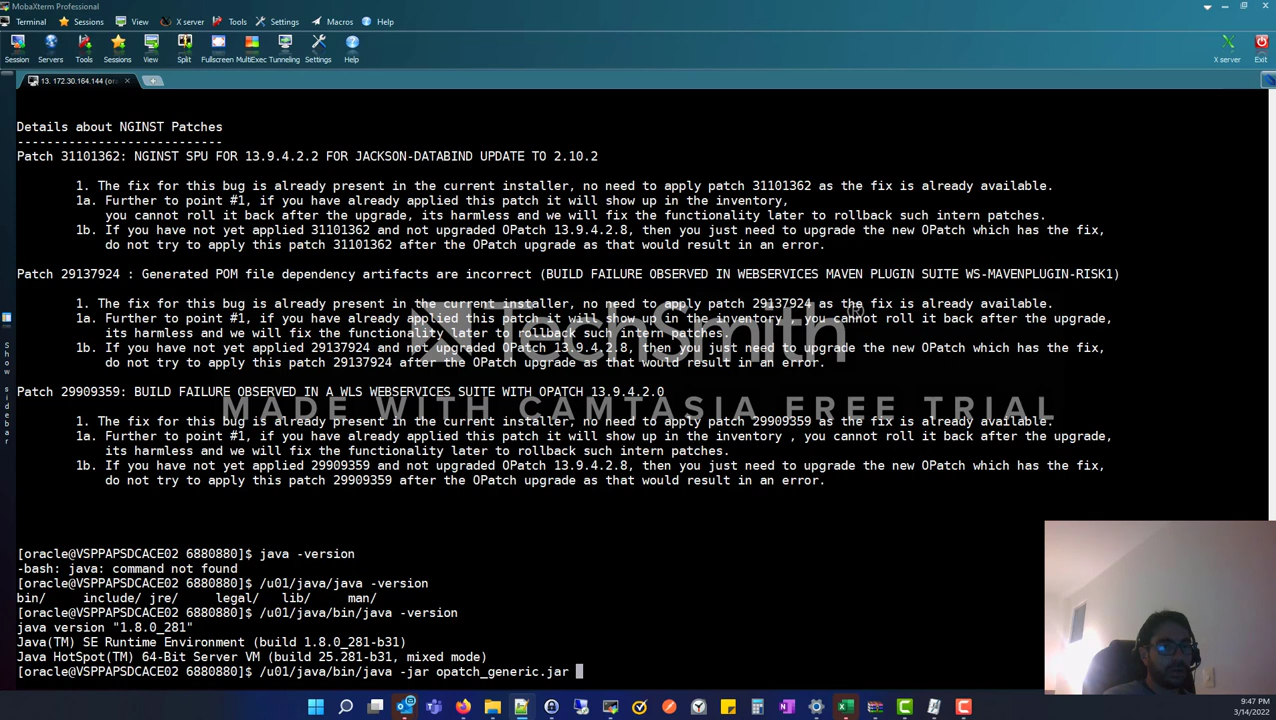 MobaXterm Professional
Terminal Sessions View X server Tools Settings Macros Help
Session Servers Tools Sessions View Split Fullscreen MultiExec Tunneling Settings Help X server Exit
13. 172.30.164.144 (or
Show sidebar
Details about NGINST Patches
----------------------------
Patch 31101362: NGINST SPU FOR 13.9.4.2.2 FOR JACKSON-DATABIND UPDATE TO 2.10.2
1. The fix for this bug is already present in the current installer, no need to apply patch 31101362 as the fix is already available.
1a. Further to point #1, if you have already applied this patch it will show up in the inventory,
you cannot roll it back after the upgrade, its harmless and we will fix the functionality later to rollback such intern patches.
1b. If you have not yet applied 31101362 and not upgraded OPatch 13.9.4.2.8, then you just need to upgrade the new OPatch which has the fix,
do not try to apply this patch 31101362 after the OPatch upgrade as that would result in an error.
Patch 29137924 : Generated POM file dependency artifacts are incorrect (BUILD FAILURE OBSERVED IN WEBSERVICES MAVEN PLUGIN SUITE WS-MAVENPLUGIN-RISK1)
1. The fix for this bug is already present in the current installer, no need to apply patch 29137924 as the fix is already available.
1a. Further to point #1, if you have already applied this patch it will show up in the inventory , you cannot roll it back after the upgrade,
its harmless and we will fix the functionality later to rollback such intern patches.
1b. If you have not yet applied 29137924 and not upgraded OPatch 13.9.4.2.8, then you just need to upgrade the new OPatch which has the fix,
do not try to apply this patch 29137924 after the OPatch upgrade as that would result in an error.
TechSmith®
Patch 29909359: BUILD FAILURE OBSERVED IN A WLS WEBSERVICES SUITE WITH OPATCH 13.9.4.2.0
MADE WITH CAMTASIA FREE TRIAL
1. The fix for this bug is already present in the current installer, no need to apply patch 29909359 as the fix is already available.
1a. Further to point #1, if you have already applied this patch it will show up in the inventory , you cannot roll it back after the upgrade,
its harmless and we will fix the functionality later to rollback such intern patches.
1b. If you have not yet applied 29909359 and not upgraded OPatch 13.9.4.2.8, then you just need to upgrade the new OPatch which has the fix,
do not try to apply this patch 29909359 after the OPatch upgrade as that would result in an error.
[oracle@VSPPAPSDCACE02 6880880]$ java -version
-bash: java: command not found
[oracle@VSPPAPSDCACE02 6880880]$ /u01/java/java -version
bin/ include/ jre/ legal/ lib/ man/
[oracle@VSPPAPSDCACE02 6880880]$ /u01/java/bin/java -version
java version "1.8.0_281"
Java(TM) SE Runtime Environment (build 1.8.0_281-b31)
Java HotSpot(TM) 64-Bit Server VM (build 25.281-b31, mixed mode)
[oracle@VSPPAPSDCACE02 6880880]$ /u01/java/bin/java -jar opatch_generic.jar
9:47 PM
3/14/2022